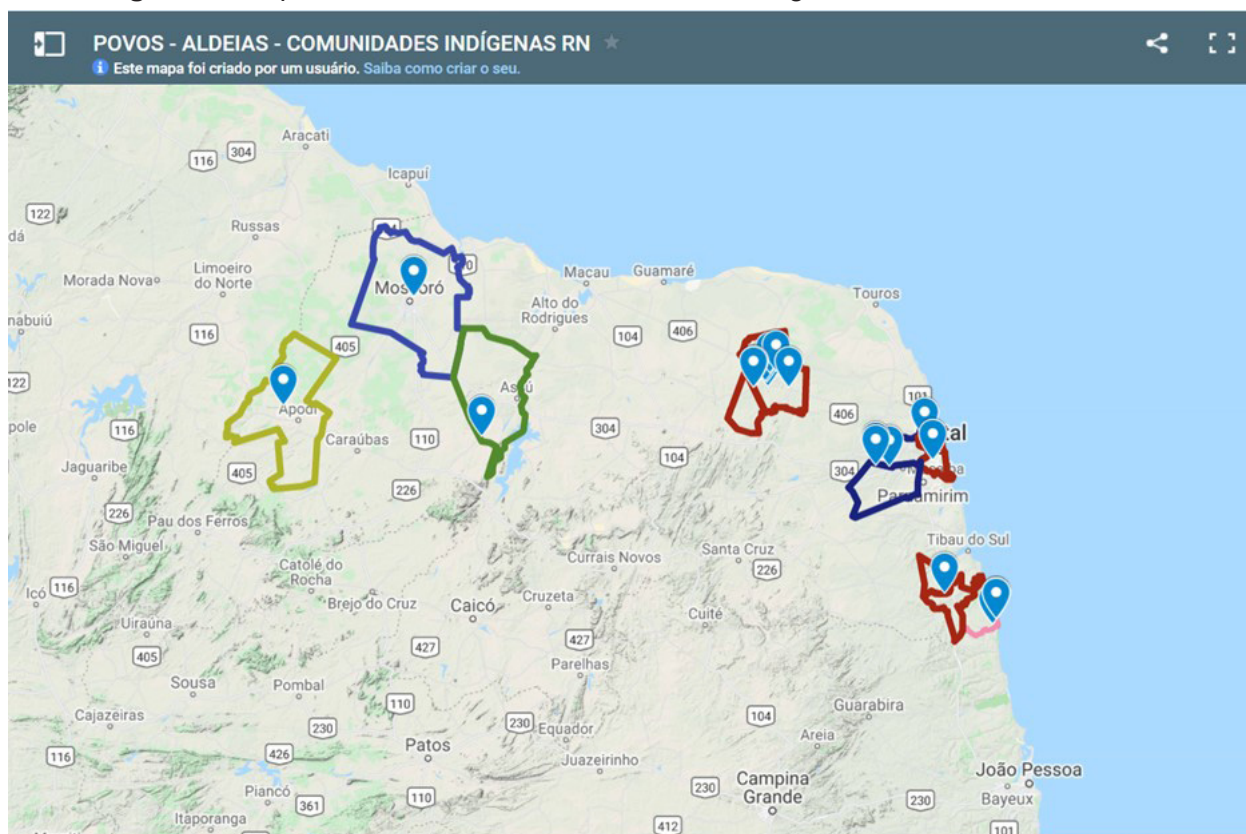 POVOS - ALDEIAS - COMUNIDADES INDÍGENAS RN
Este mapa foi criado por um usuário. Saiba como criar o seu.
Aracati
304
116
Icapuí
122
Russas
Morada Nova
Limoeiro
do Norte
Mossoró
Macau
Guamaré
Touros
Alto do
Rodrigues
116
405
104
406
122
Assú
101
Apodi
406
116
Caraúbas
110
304
Jaguaribe
405
104
304
Parnamirim
226
226
Pau dos Ferros
Tibau do Sul
São Miguel
Currais Novos
Santa Cruz
226
Catolé do
Rocha
Icó
116
Brejo do Cruz
Caicó
Cruzeta
Cuité
Uiraúna
427
427
405
Parelhas
Sousa
Pombal
110
Guarabira
Cajazeiras
230
230
Equador
104
Areia
116
426
Patos
Juazeirinho
João Pessoa
Piancó
361
110
230
Campina
Grande
230
Bayeux
Itaporanga
412
101